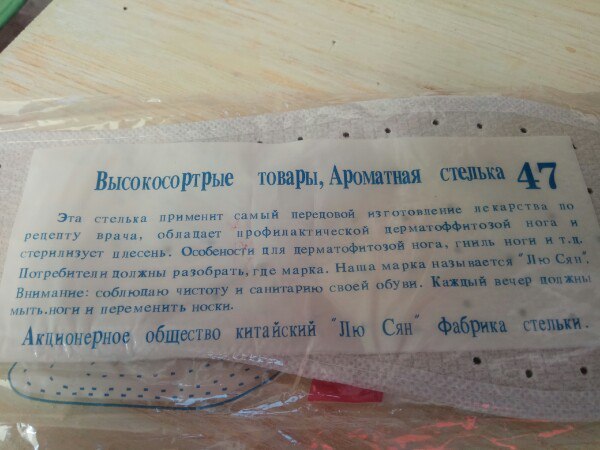 Высокосортрые товары, Ароматная стелька 47
Эта стелька применит самый передовой изготовление лекарства по
рецепту врача, обладает профилактической дерматоффитозой нога и
стерилизует плесень. Особености для дерматофитозой нога, гниль ноги и т.д.
Потребители должны разобрать, где марка. Наша марка называется "Лю Сян".
Внимание: соблюдаю чистоту и санитарию своей обуви. Каждый вечер должны
мыть.ноги и переменить носки.
Акционерное общество китайский "Лю Сян" фабрика стельки.